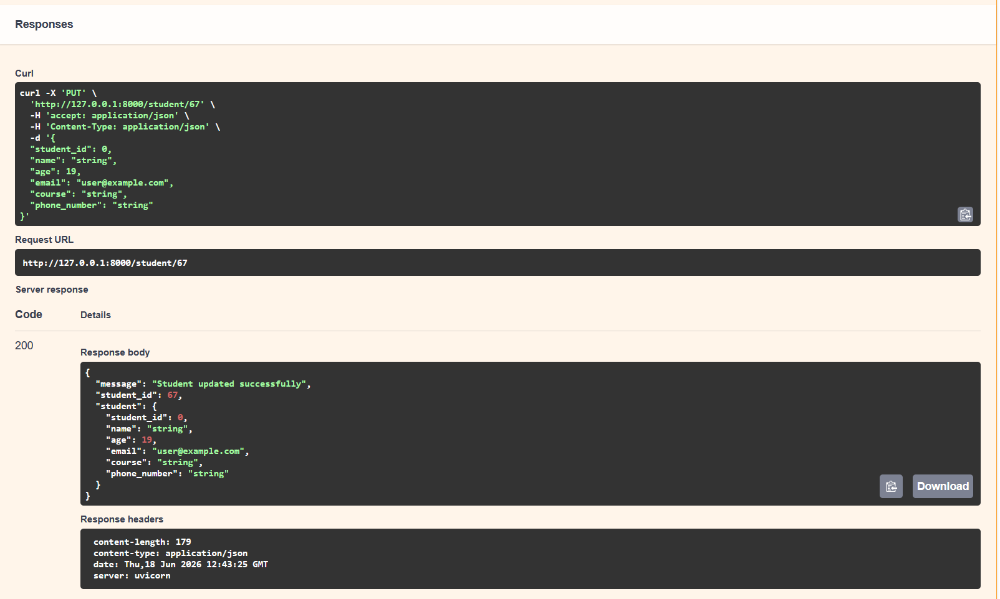 Responses
Curl
curl -X 'PUT' \
  'http://127.0.0.1:8000/student/67' \
  -H 'accept: application/json' \
  -H 'Content-Type: application/json' \
  -d '{
  "student_id": 0,
  "name": "string",
  "age": 19,
  "email": "user@example.com",
  "course": "string",
  "phone_number": "string"
}'
Request URL
http://127.0.0.1:8000/student/67
Server response
Code Details
200
Response body
{
  "message": "Student updated successfully",
  "student_id": 67,
  "student": {
    "student_id": 0,
    "name": "string",
    "age": 19,
    "email": "user@example.com",
    "course": "string",
    "phone_number": "string"
  }
}
Download
Response headers
content-length: 179
content-type: application/json
date: Thu,18 Jun 2026 12:43:25 GMT
server: uvicorn